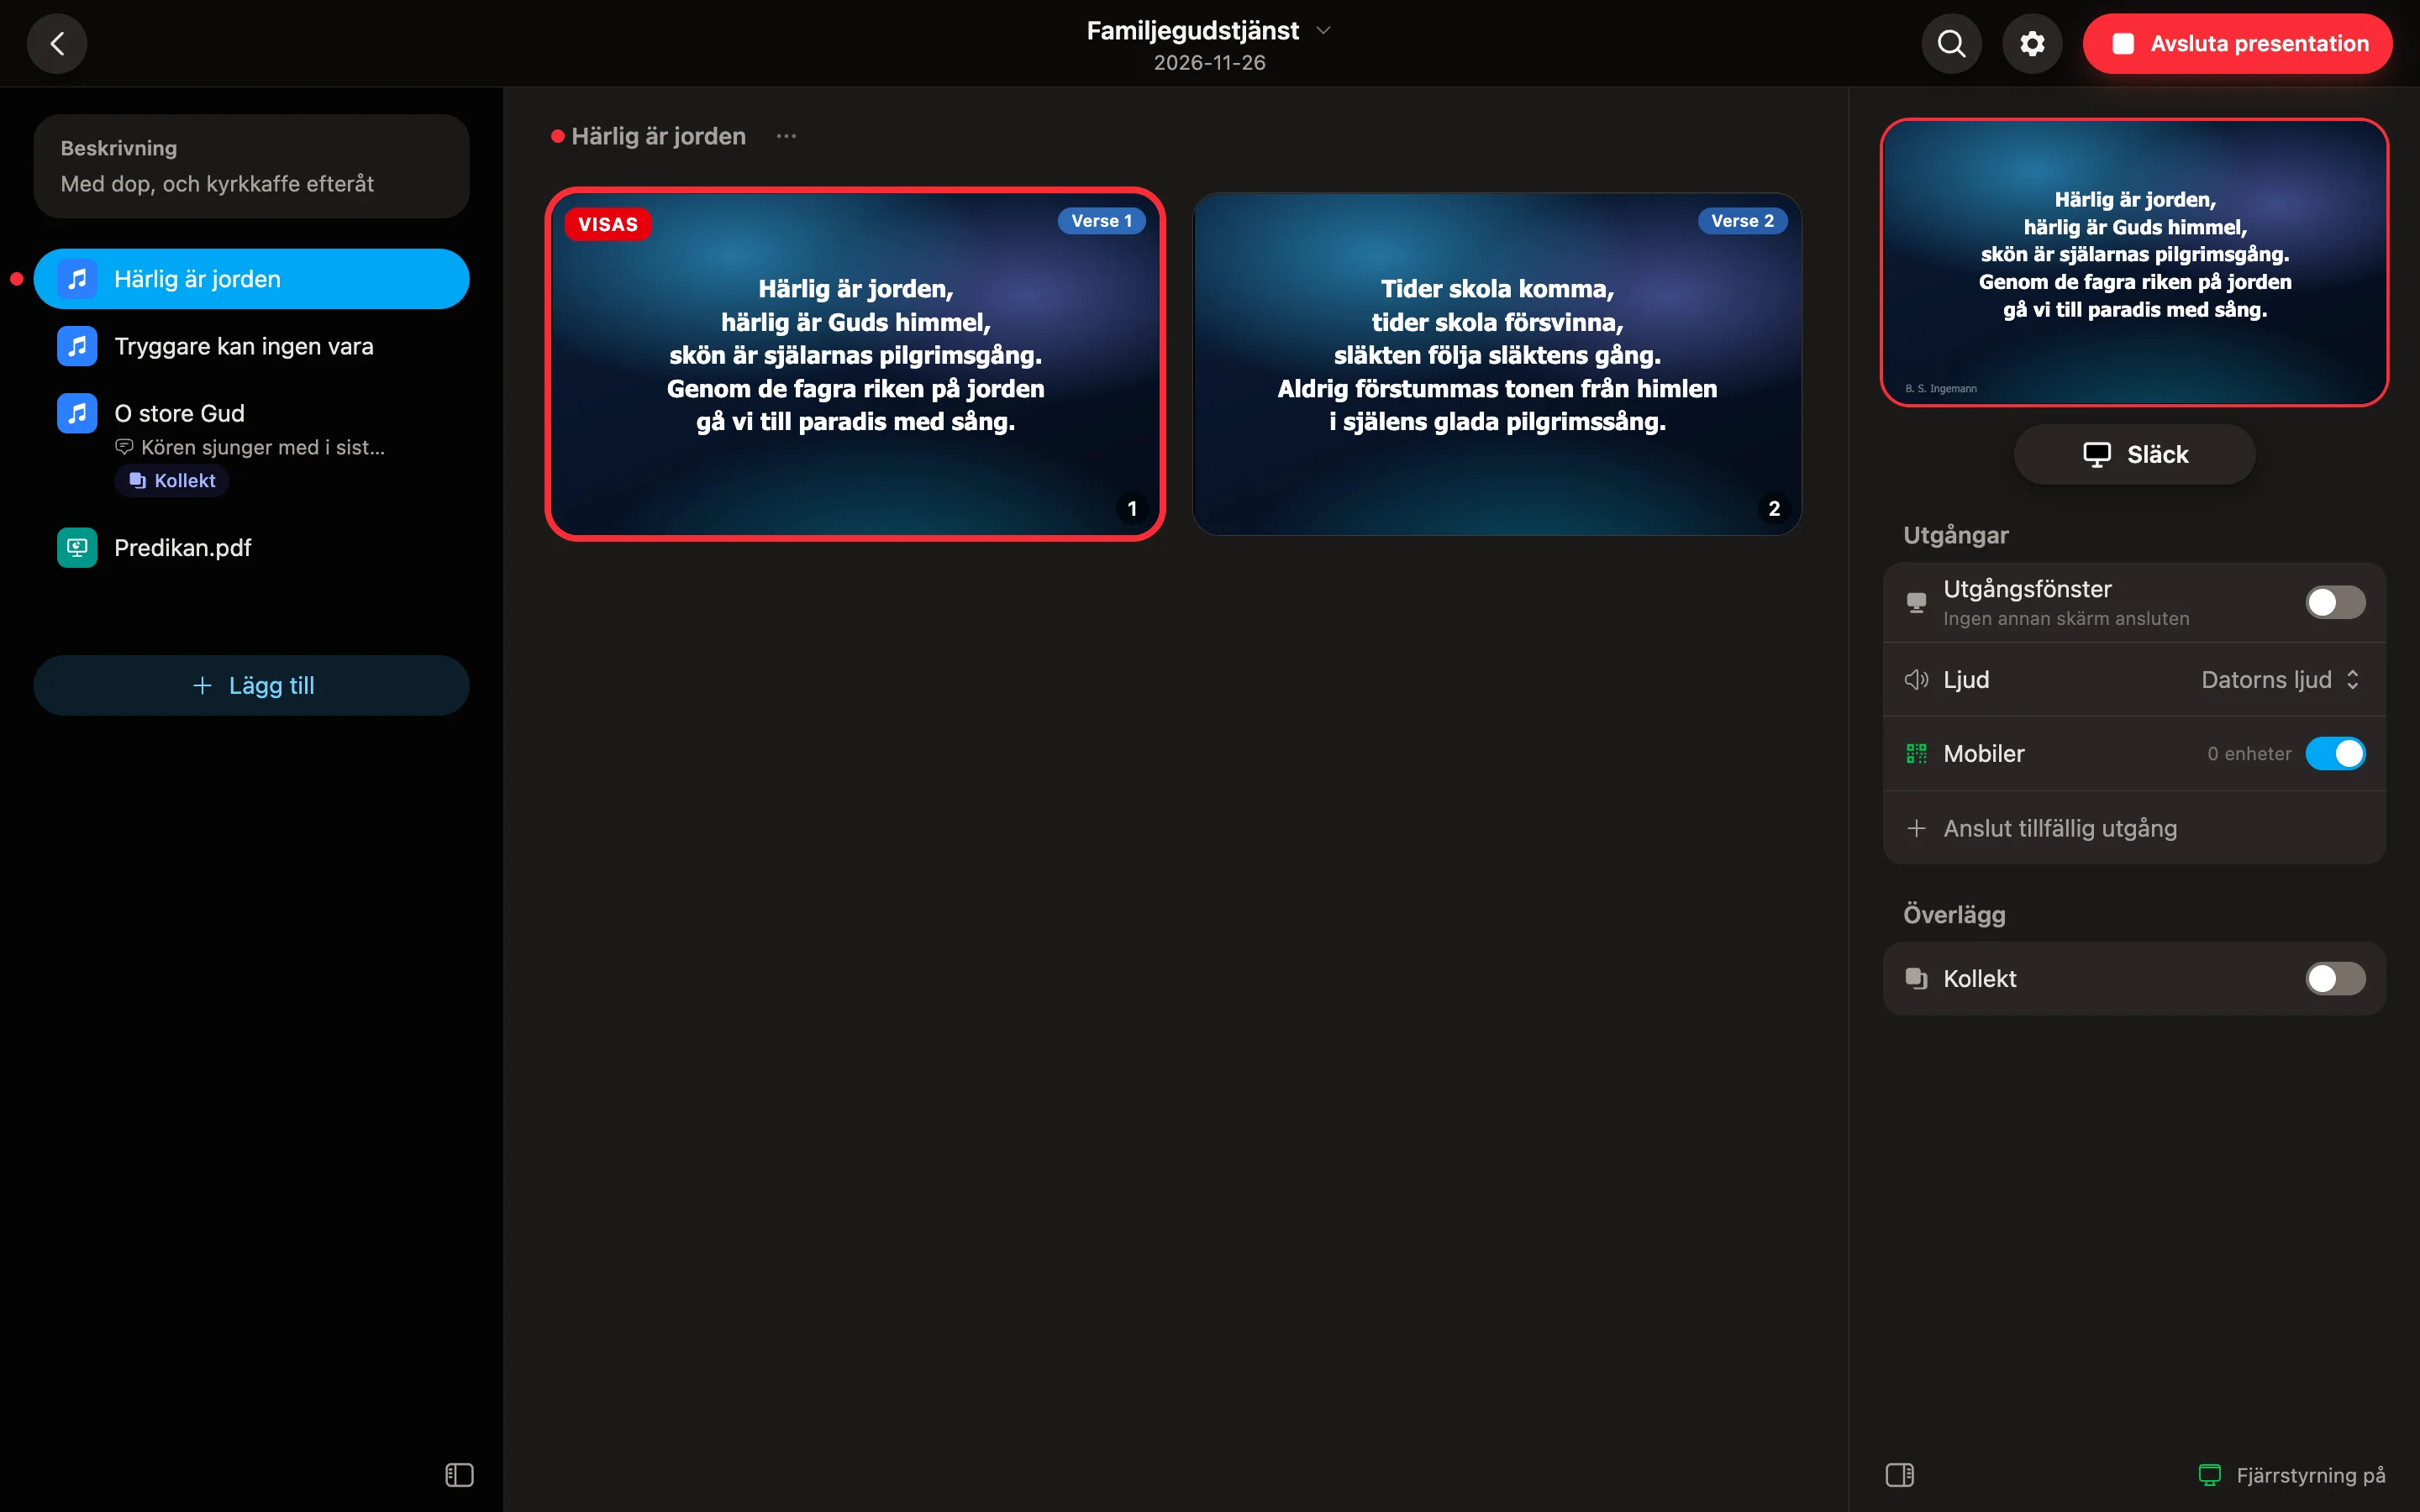 Familjegudstjänst
2026-11-26
Avsluta presentation
Beskrivning
Med dop, och kyrkkaffe efteråt
Härlig är jorden
Tryggare kan ingen vara
O store Gud
Kören sjunger med i sist...
Kollekt
Predikan.pdf
Lägg till
Härlig är jorden
VISAS
Verse 1
Härlig är jorden,
härlig är Guds himmel,
skön är själarnas pilgrimsgång.
Genom de fagra riken på jorden
gå vi till paradis med sång.
1
Verse 2
Tider skola komma,
tider skola försvinna,
släkten följa släktens gång.
Aldrig förstummas tonen från himlen
i själens glada pilgrimssång.
2
Härlig är jorden,
härlig är Guds himmel,
skön är själarnas pilgrimsgång.
Genom de fagra riken på jorden
gå vi till paradis med sång.
B. S. Ingemann
Släck
Utgångar
Utgångsfönster
Ingen annan skärm ansluten
Ljud
Datorns ljud
Mobiler
0 enheter
Anslut tillfällig utgång
Överlägg
Kollekt
Fjärrstyrning på